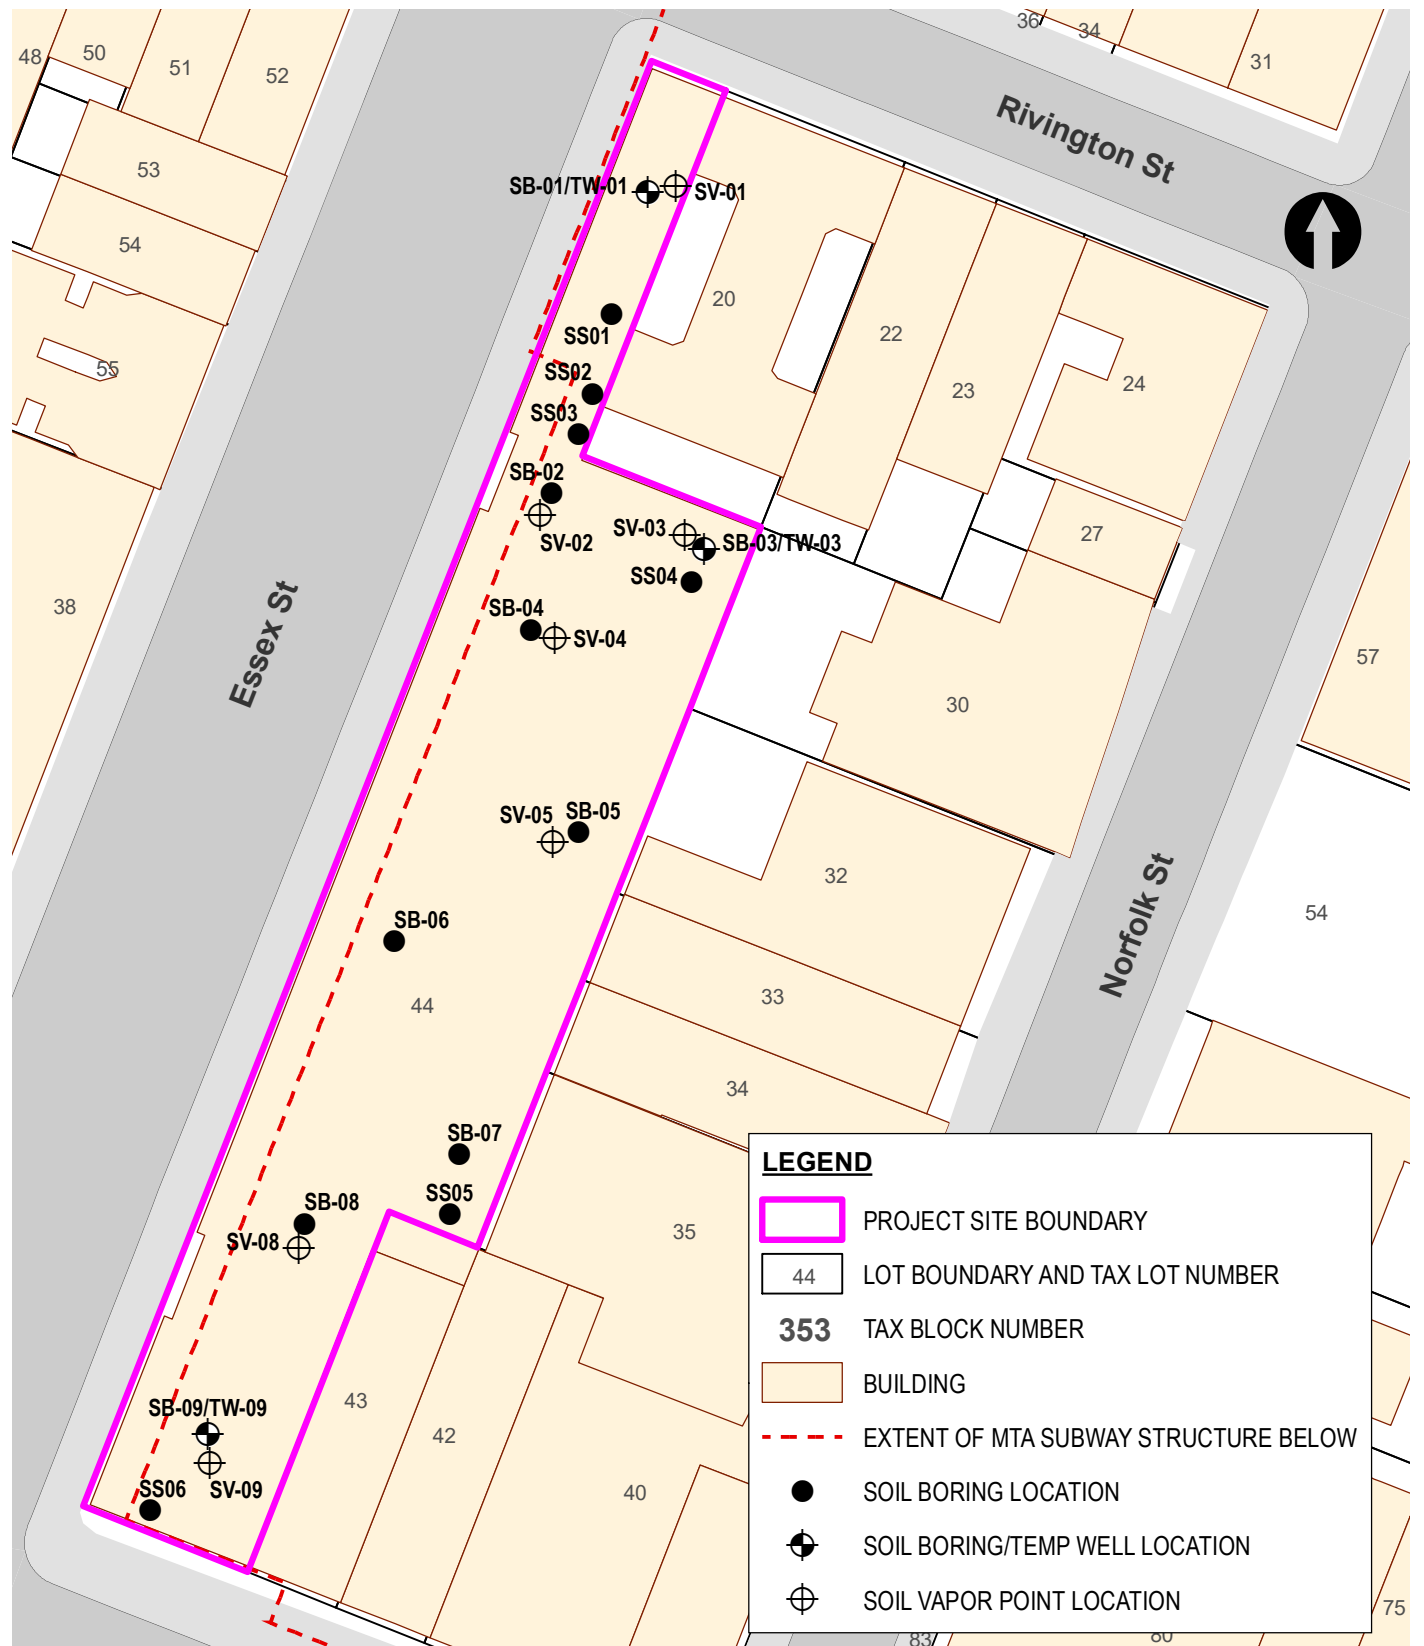 48
50
51
52
36
34
31
Rivington St
53
54
55
SB-01/TW-01
SV-01
20
22
23
24
SS01
SS02
SS03
SB-02
SV-02
SV-03
SB-03/TW-03
SS04
27
38
Essex St
SB-04
SV-04
30
57
SV-05
SB-05
32
54
Norfolk St
SB-06
44
33
34
SB-07
SS05
SB-08
SV-08
35
43
42
40
SB-09/TW-09
SV-09
SS06
LEGEND
PROJECT SITE BOUNDARY
44 LOT BOUNDARY AND TAX LOT NUMBER
353 TAX BLOCK NUMBER
BUILDING
EXTENT OF MTA SUBWAY STRUCTURE BELOW
SOIL BORING LOCATION
SOIL BORING/TEMP WELL LOCATION
SOIL VAPOR POINT LOCATION
75
83
80